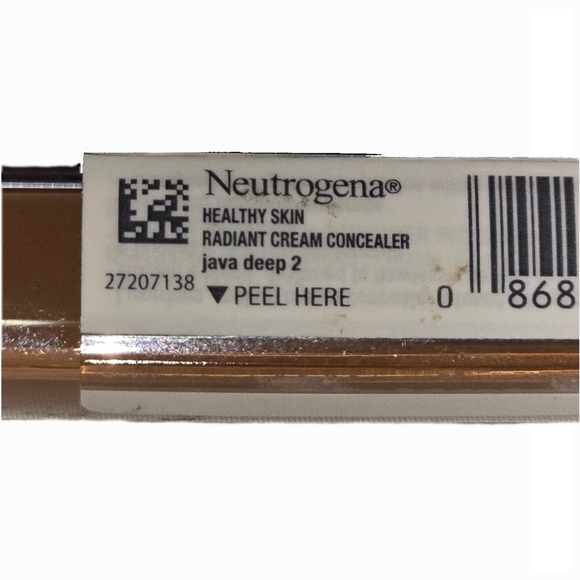 Neutrogena®
HEALTHY SKIN
RADIANT CREAM CONCEALER
java deep 2
27207138
▼ PEEL HERE
0 868